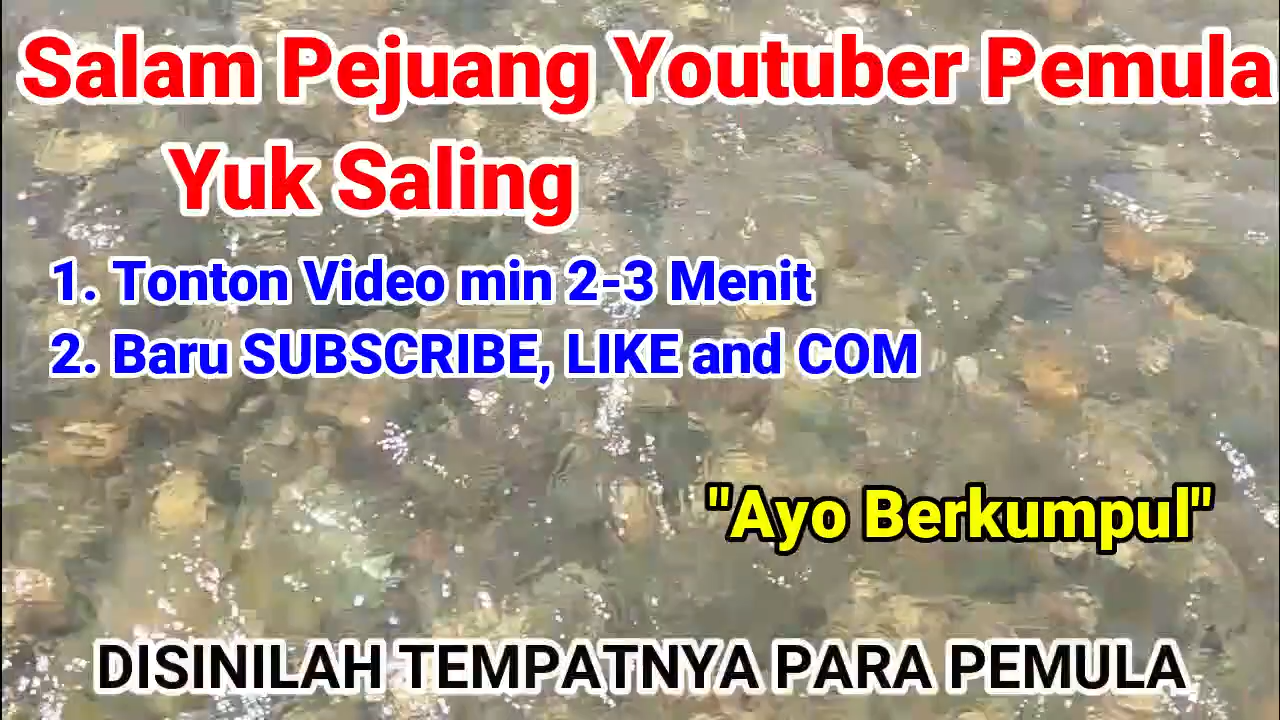 Salam Pejuang Youtuber Pemula
Yuk Saling
1. Tonton Video min 2-3 Menit
2. Baru SUBSCRIBE, LIKE and COM
"Ayo Berkumpul"
DISINILAH TEMPATNYA PARA PEMULA